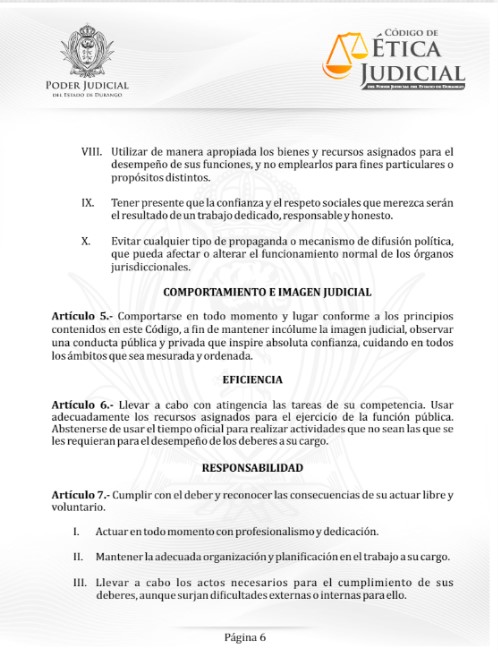 PODER JUDICIAL
DEL ESTADO DE DURANGO
CÓDIGO DE
ÉTICA
JUDICIAL
DEL PODER JUDICIAL DEL ESTADO DE DURANGO
VIII. Utilizar de manera apropiada los bienes y recursos asignados para el
desempeño de sus funciones, y no emplearlos para fines particulares o
propósitos distintos.
IX. Tener presente que la confianza y el respeto sociales que merezca serán
el resultado de un trabajo dedicado, responsable y honesto.
X. Evitar cualquier tipo de propaganda o mecanismo de difusión política,
que pueda afectar o alterar el funcionamiento normal de los órganos
jurisdiccionales.
COMPORTAMIENTO E IMAGEN JUDICIAL
Artículo 5.- Comportarse en todo momento y lugar conforme a los principios
contenidos en este Código, a fin de mantener incólume la imagen judicial, observar
una conducta pública y privada que inspire absoluta confianza, cuidando en todos
los ámbitos que sea mesurada y ordenada.
EFICIENCIA
Artículo 6.- Llevar a cabo con atingencia las tareas de su competencia. Usar
adecuadamente los recursos asignados para el ejercicio de la función pública.
Abstenerse de usar el tiempo oficial para realizar actividades que no sean las que se
les requieran para el desempeño de los deberes a su cargo.
RESPONSABILIDAD
Artículo 7.- Cumplir con el deber y reconocer las consecuencias de su actuar libre y
voluntario.
I. Actuar en todo momento con profesionalismo y dedicación.
II. Mantener la adecuada organización y planificación en el trabajo a su cargo.
III. Llevar a cabo los actos necesarios para el cumplimiento de sus
deberes, aunque surjan dificultades externas o internas para ello.
Página 6